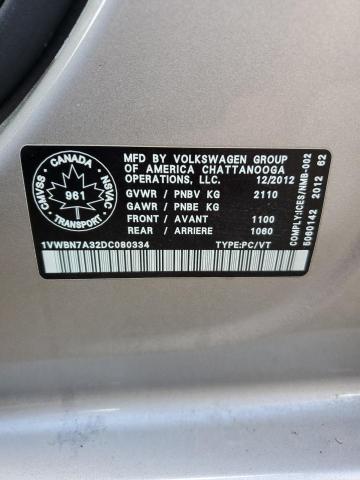 MFD BY VOLKSWAGEN GROUP
OF AMERICA CHATTANOOGA
OPERATIONS, LLC. 12/2012
GVWR / PNBV KG 2110
GAWR / PNBE KG
FRONT / AVANT 1100
REAR / ARRIERE 1060
1VWBN7A32DC080334 TYPE:PC/VT
CANADA
CMVSS
NSVAC
961
TRANSPORT
COMPLY:ICES/NMB-002
5060142 2012 62